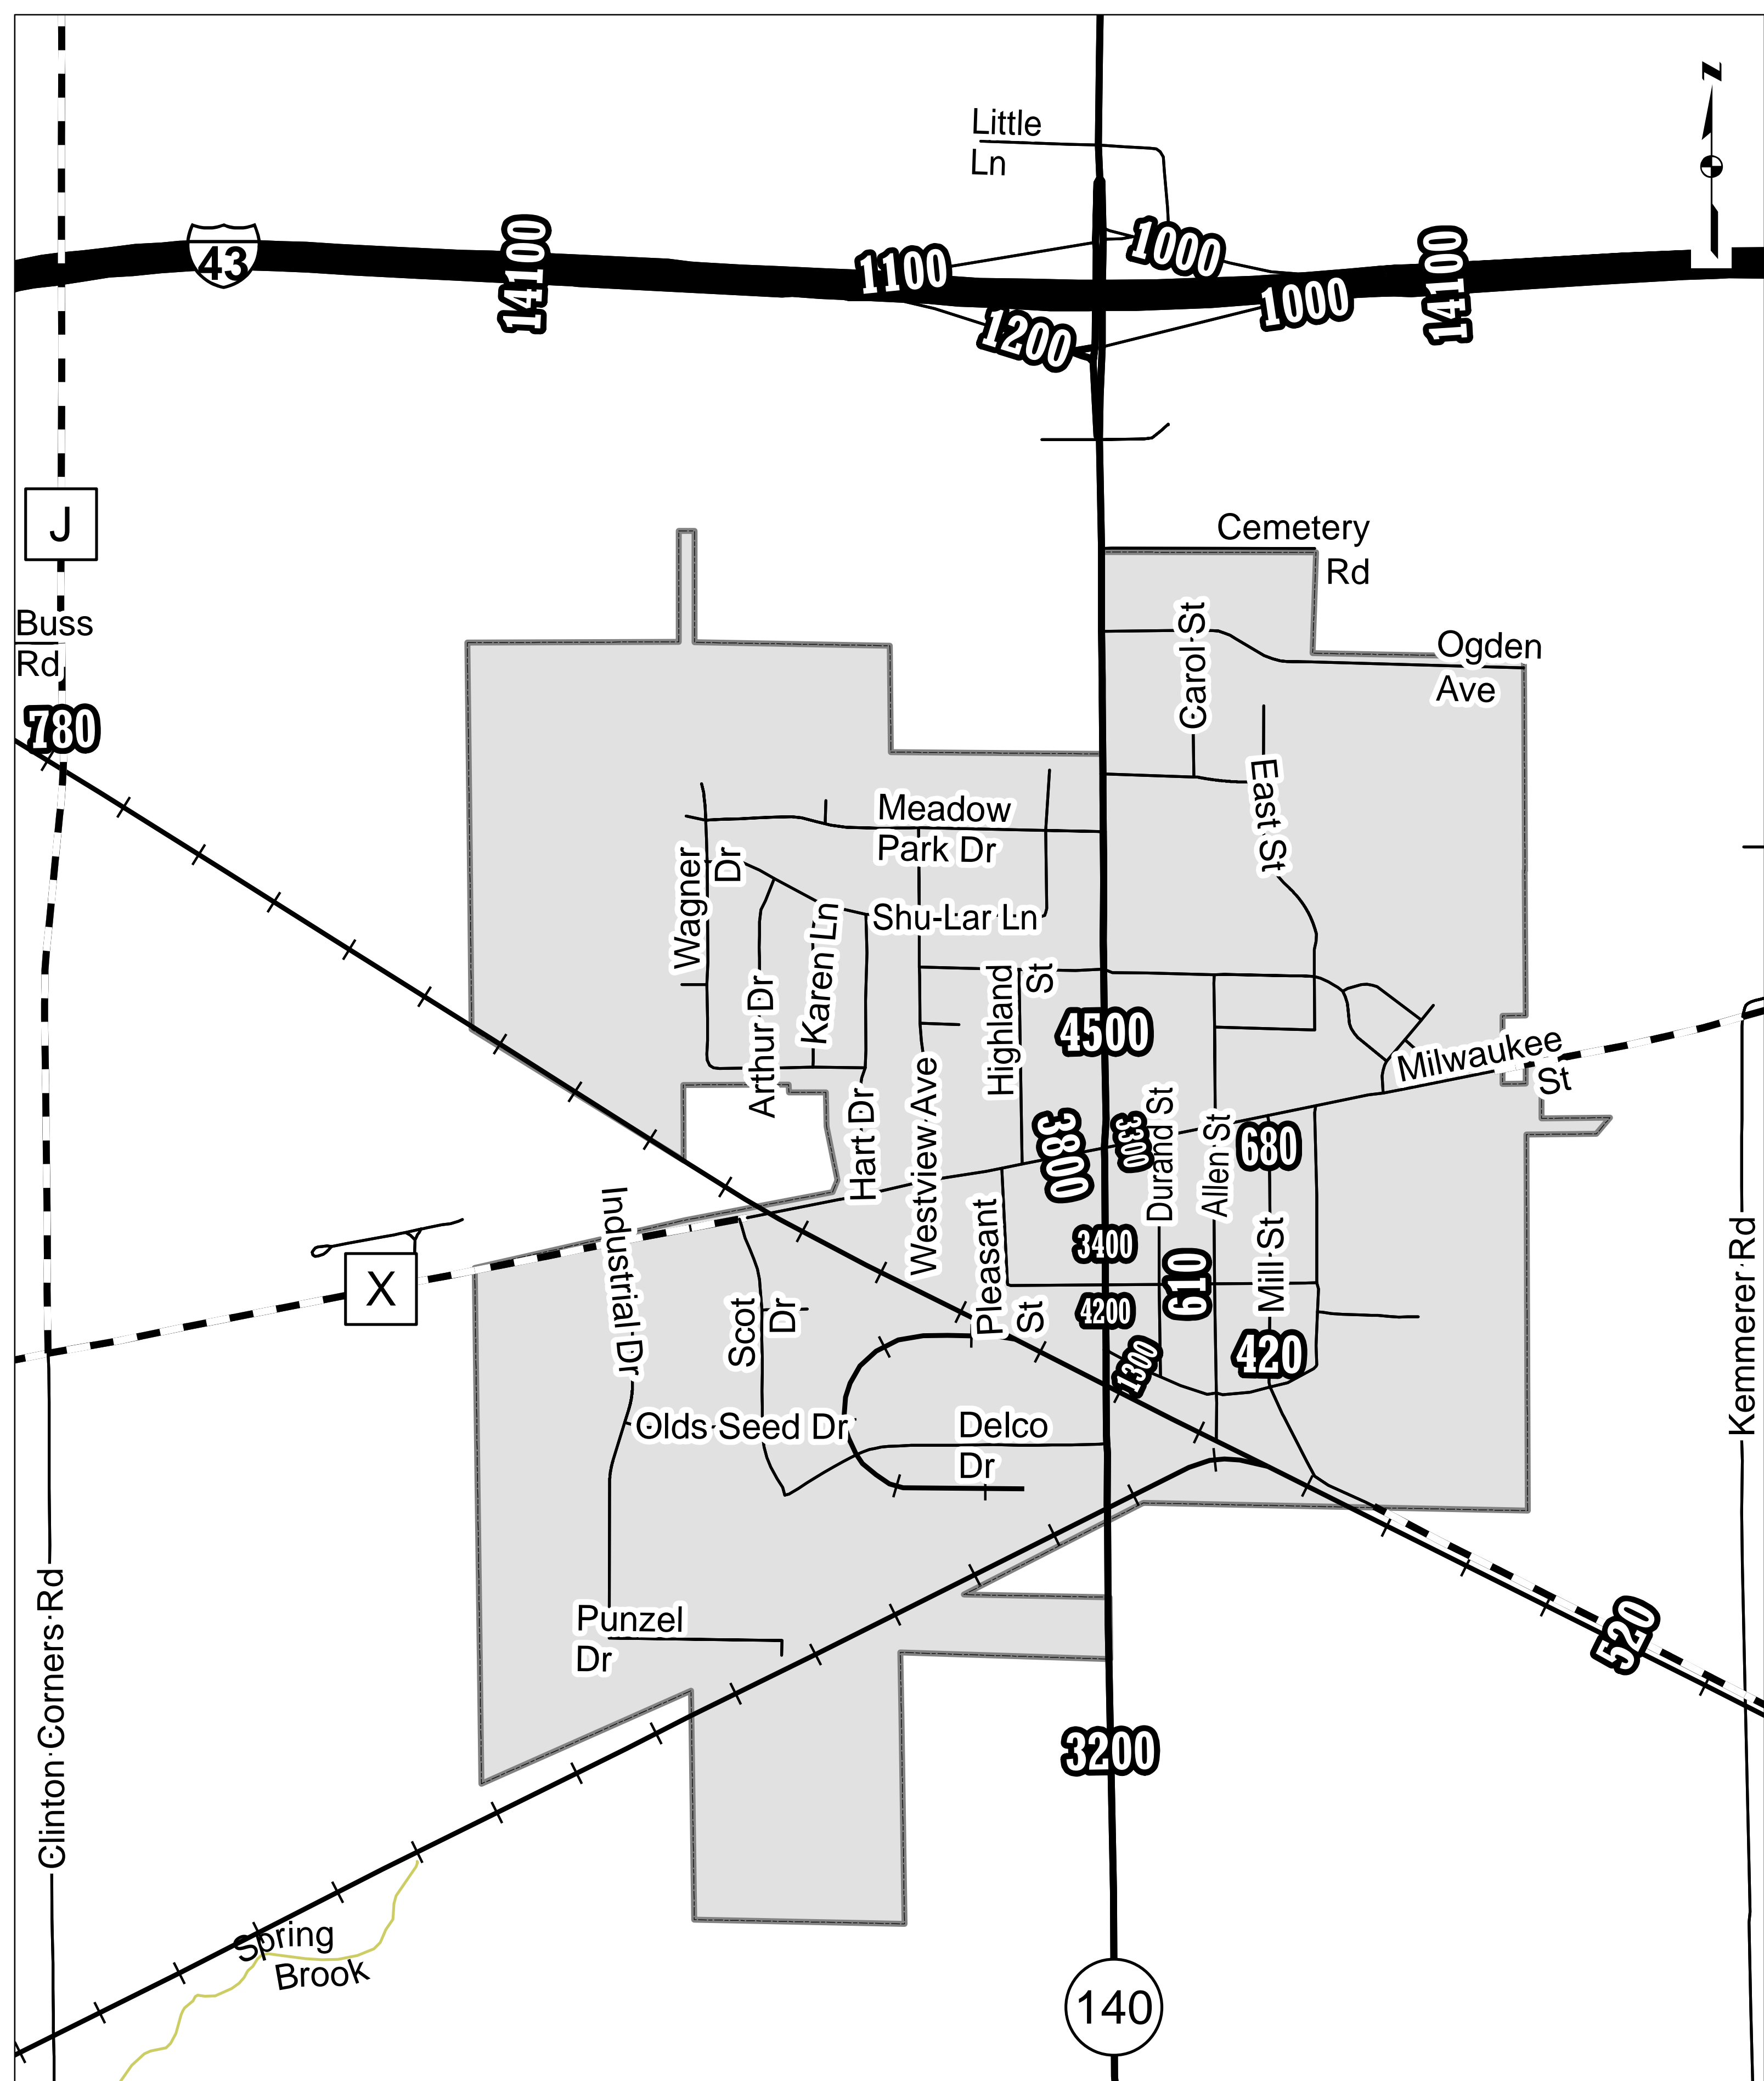 N
Little
Ln
43
14100
1100
1000
1200
1000
14100
J
Cemetery
Rd
Buss
Rd
780
Carol St
Ogden
Ave
East St
Meadow
Park Dr
Wagner
Dr
Shu-Lar Ln
Karen Ln
Arthur Dr
Highland
St
4500
Milwaukee
St
Hart Dr
Westview Ave
3800
3300
Durand St
Allen St
680
Industrial Dr
Pleasant
St
3400
610
Mill St
Kemmerer Rd
X
Scot
Dr
4200
1300
420
Olds Seed Dr
Delco
Dr
Punzel
Dr
520
Clinton Corners Rd
3200
Spring
Brook
140